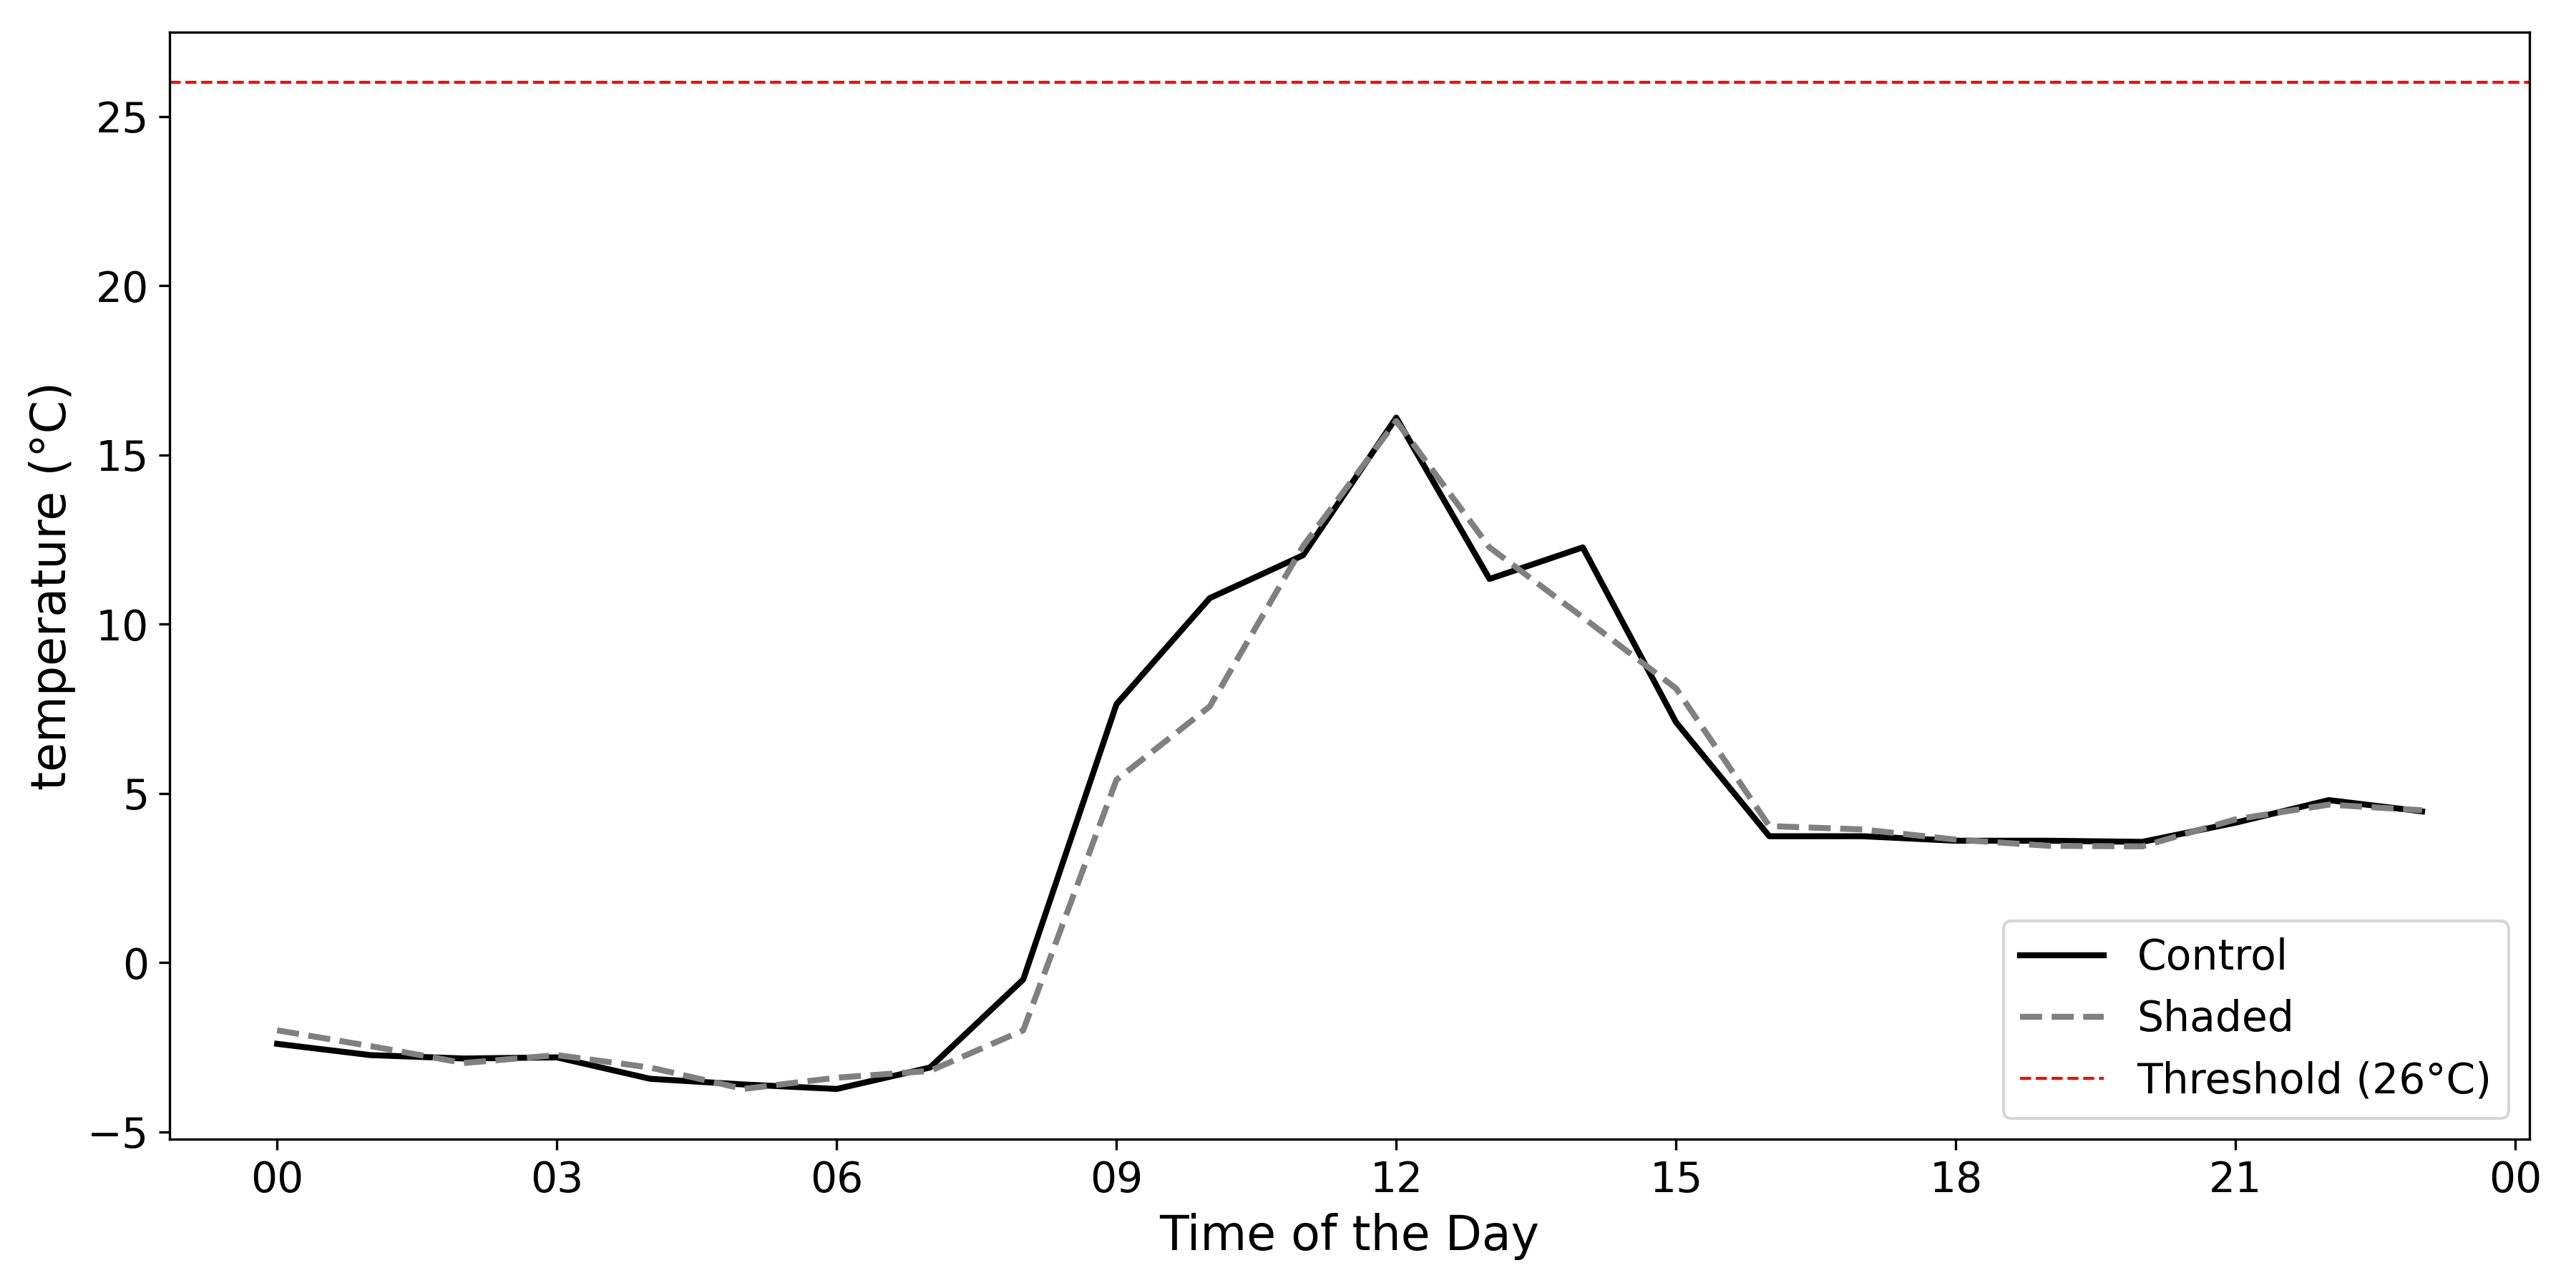 25
20
15
10
5
0
−5
temperature (°C)
00 03 06 09 12 15 18 21 00
Time of the Day
Control
Shaded
Threshold (26°C)